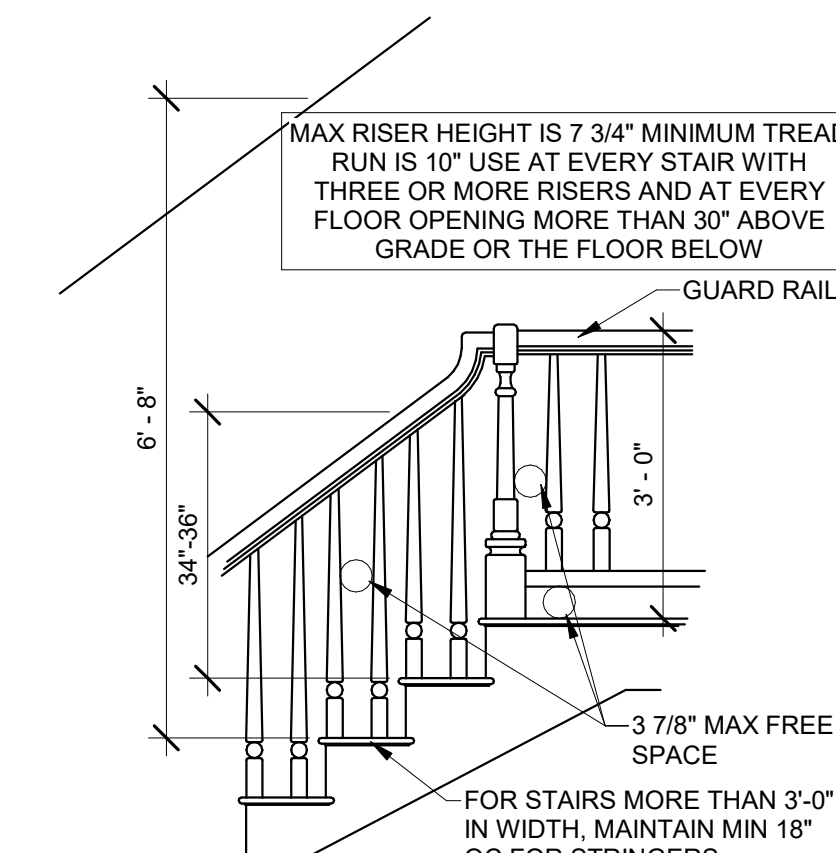 MAX RISER HEIGHT IS 7 3/4" MINIMUM TREAD
RUN IS 10" USE AT EVERY STAIR WITH
THREE OR MORE RISERS AND AT EVERY
FLOOR OPENING MORE THAN 30" ABOVE
GRADE OR THE FLOOR BELOW
GUARD RAIL
6' - 8"
34"-36"
3' - 0"
3 7/8" MAX FREE
SPACE
FOR STAIRS MORE THAN 3'-0"
IN WIDTH, MAINTAIN MIN 18"
OC FOR STRINGERS